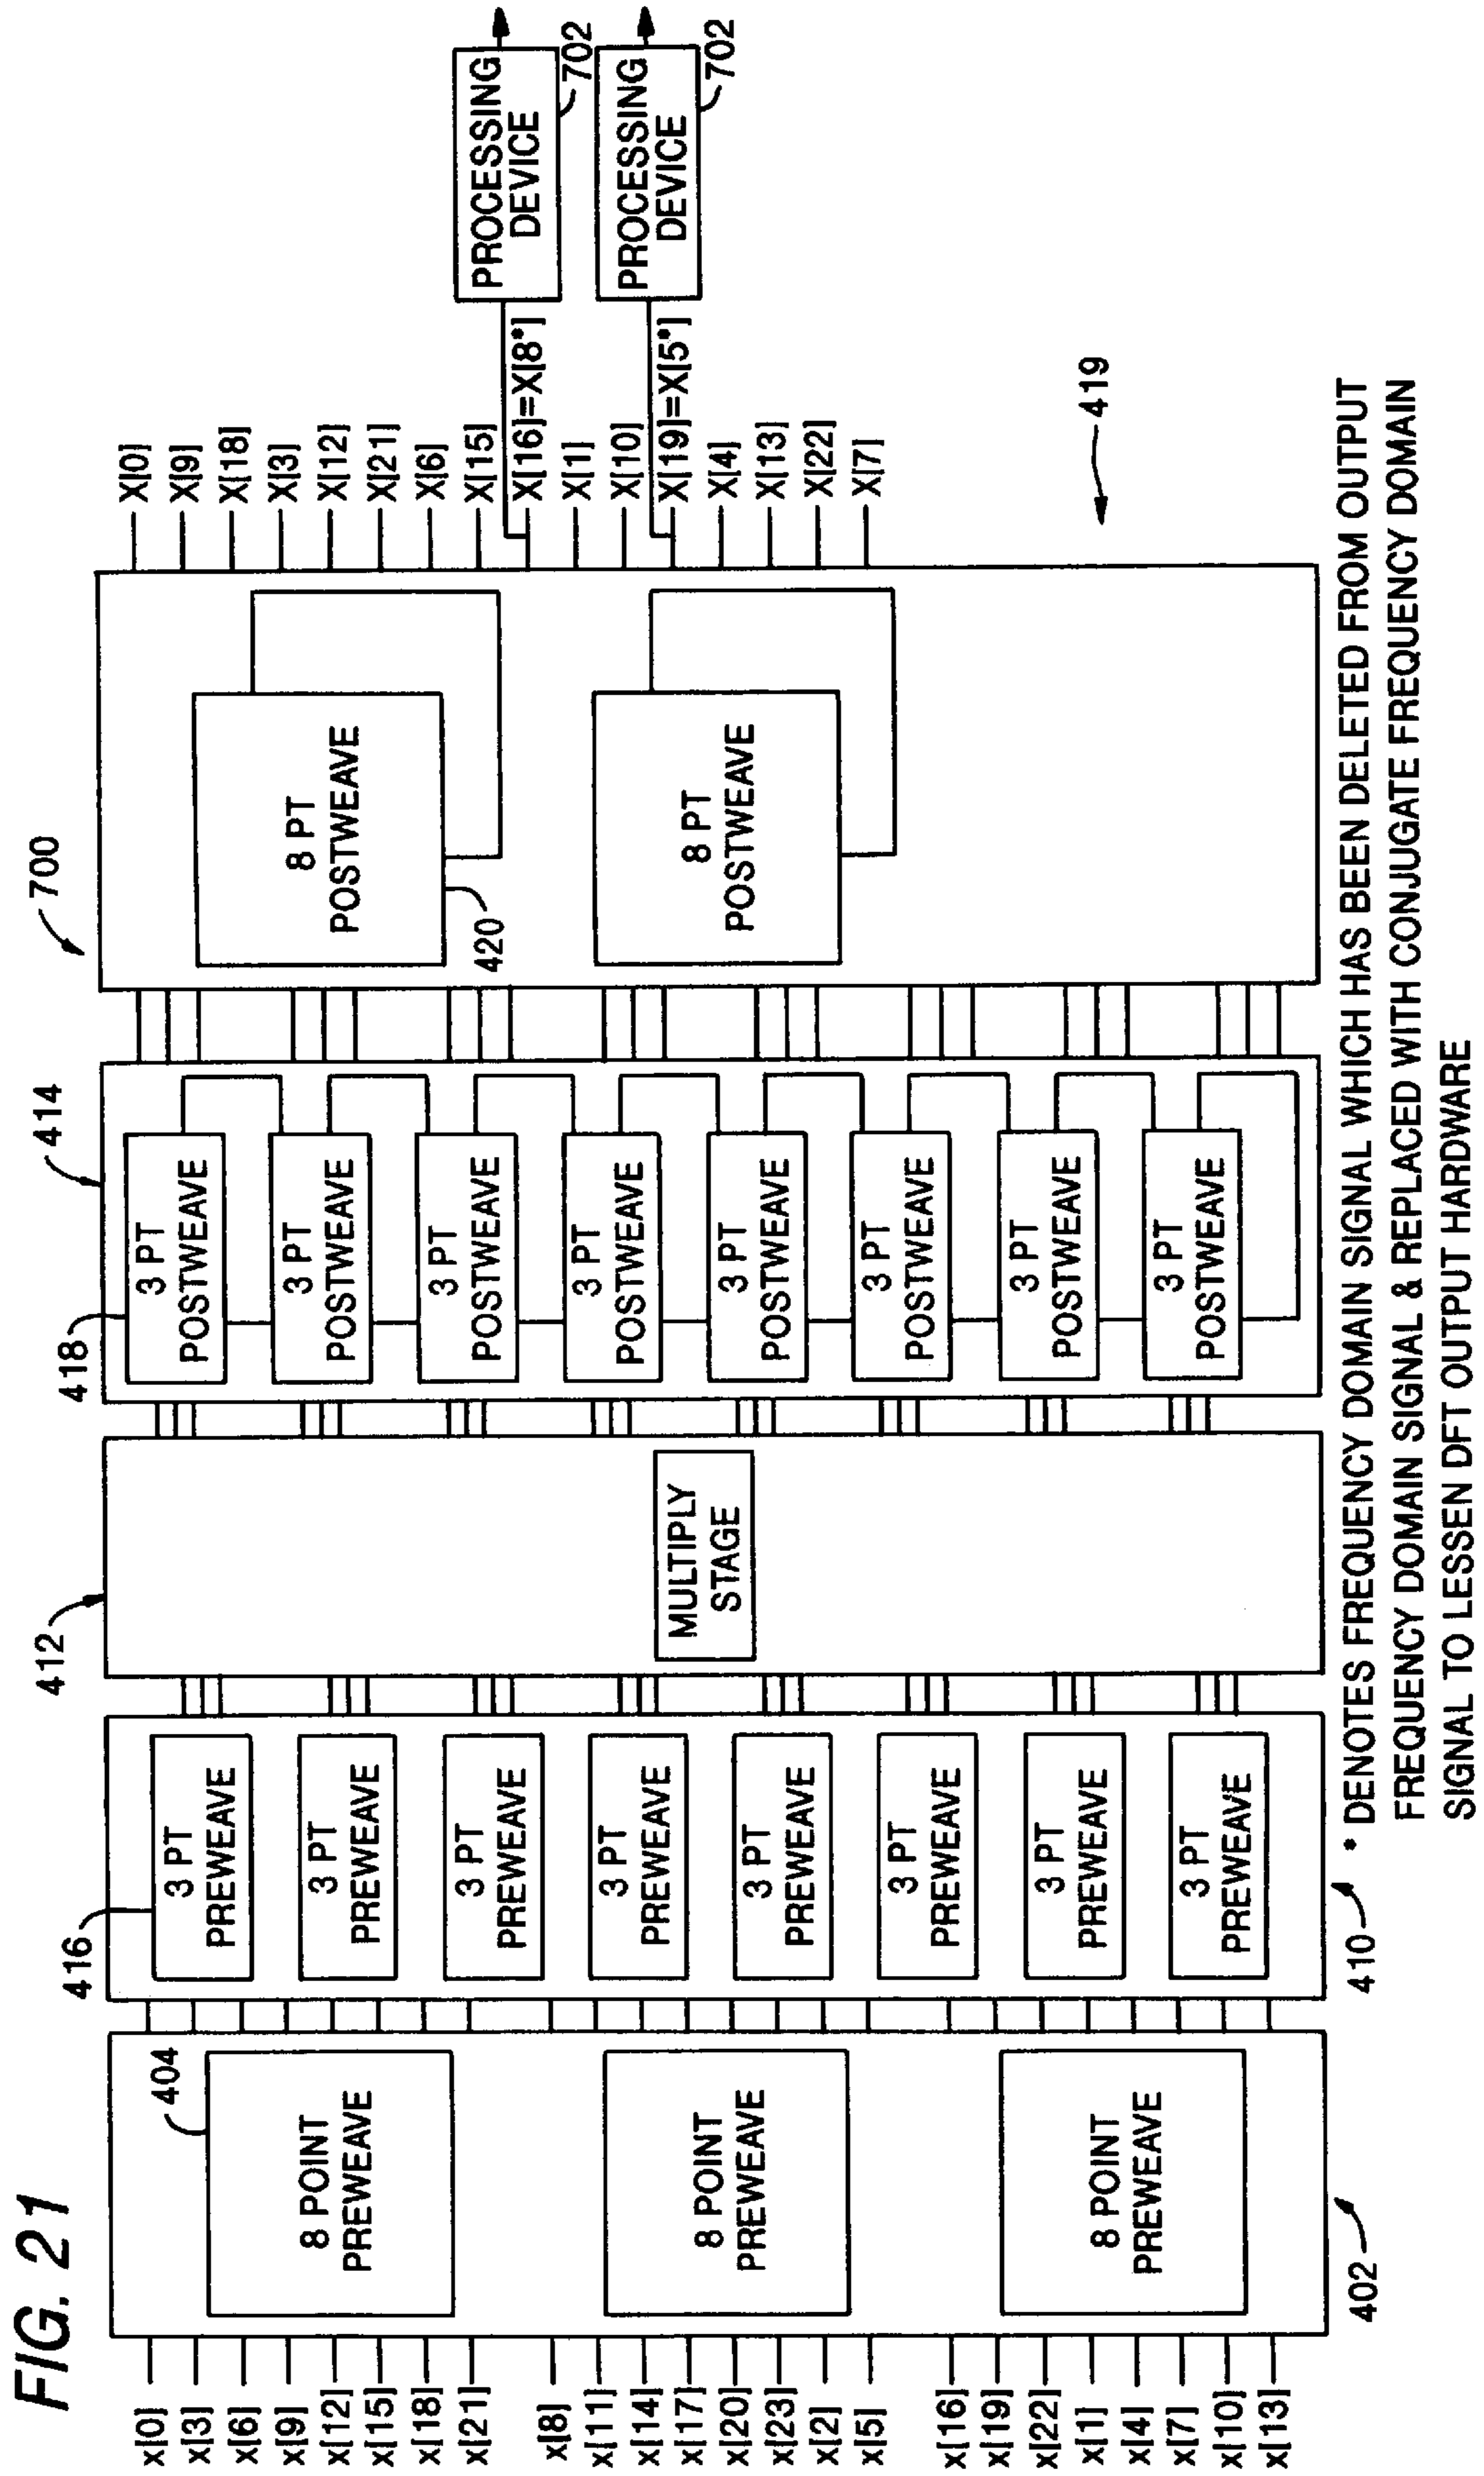 FIG. 21
x[0]
x[3]
x[6]
x[9]
x[12]
x[15]
x[18]
x[21]
x[8]
x[11]
x[14]
x[17]
x[20]
x[23]
x[2]
x[5]
x[16]
x[19]
x[22]
x[1]
x[4]
x[7]
x[10]
x[13]
404
8 POINT
PREWEAVE
8 POINT
PREWEAVE
8 POINT
PREWEAVE
402
416
3 PT
PREWEAVE
3 PT
PREWEAVE
3 PT
PREWEAVE
3 PT
PREWEAVE
3 PT
PREWEAVE
3 PT
PREWEAVE
3 PT
PREWEAVE
3 PT
PREWEAVE
410
412
MULTIPLY
STAGE
418
414
3 PT
POSTWEAVE
3 PT
POSTWEAVE
3 PT
POSTWEAVE
3 PT
POSTWEAVE
3 PT
POSTWEAVE
3 PT
POSTWEAVE
3 PT
POSTWEAVE
3 PT
POSTWEAVE
700
8 PT
POSTWEAVE
420
8 PT
POSTWEAVE
X[0]
X[9]
X[18]
X[3]
X[12]
X[21]
X[6]
X[15]
X[16]=X[8*]
X[1]
X[10]
X[19]=X[5*]
X[4]
X[13]
X[22]
X[7]
419
PROCESSING
DEVICE
702
PROCESSING
DEVICE
702
* DENOTES FREQUENCY DOMAIN SIGNAL WHICH HAS BEEN DELETED FROM OUTPUT
FREQUENCY DOMAIN SIGNAL & REPLACED WITH CONJUGATE FREQUENCY DOMAIN
SIGNAL TO LESSEN DFT OUTPUT HARDWARE